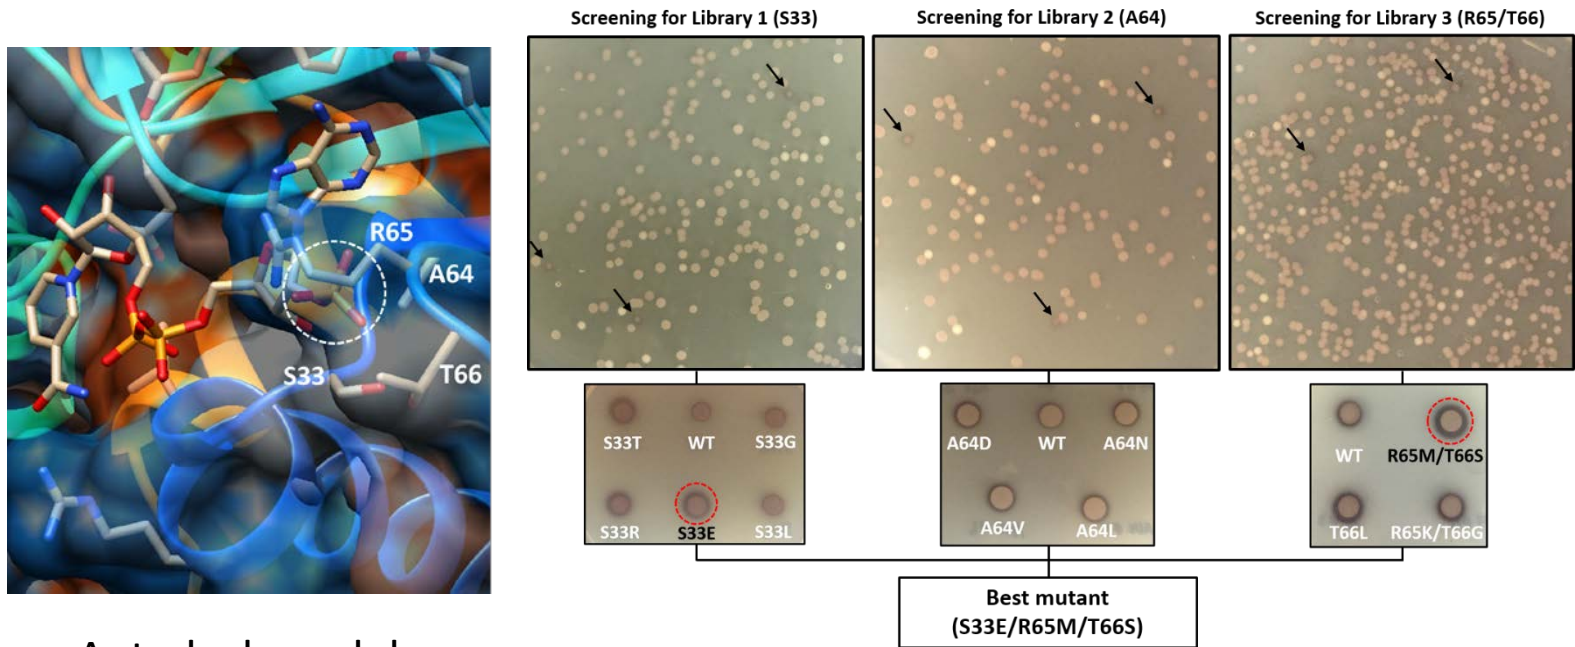 Screening for Library 1 (S33)
Screening for Library 2 (A64)
Screening for Library 3 (R65/T66)
R65
A64
S33
T66
S33T WT S33G
S33R S33E S33L
A64D WT A64N
A64V A64L
WT R65M/T66S
T66L R65K/T66G
Best mutant
(S33E/R65M/T66S)